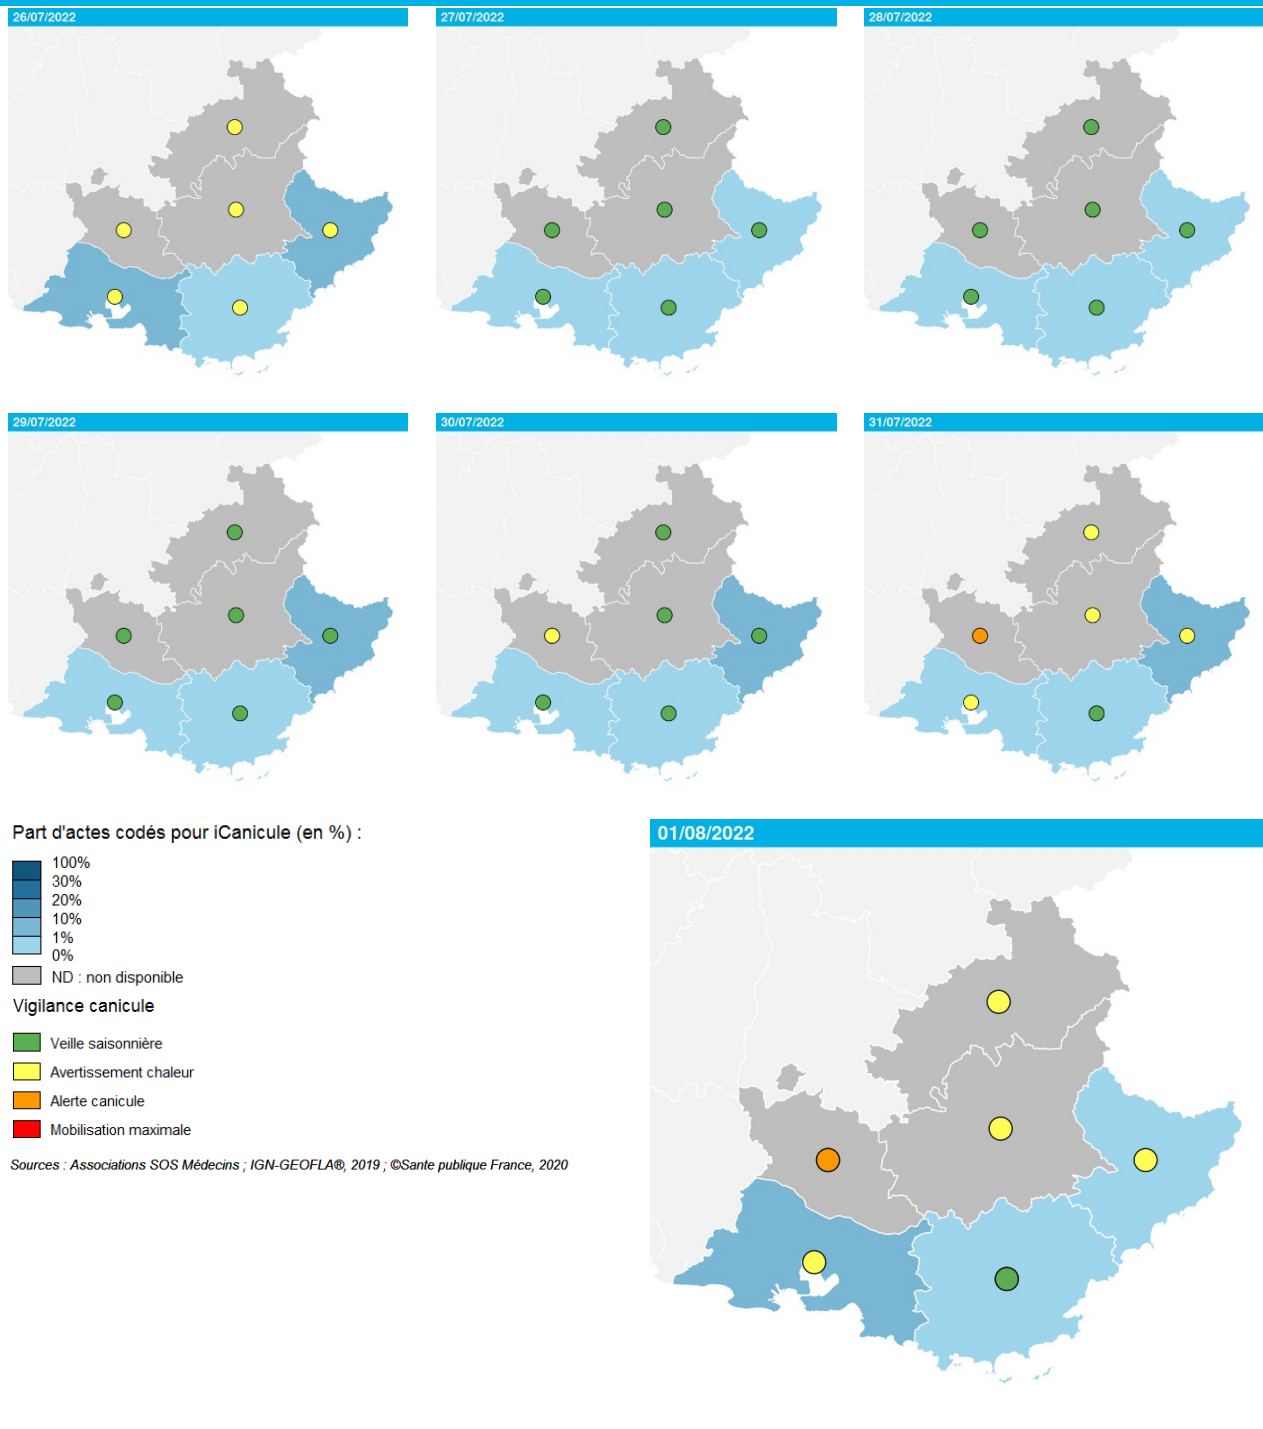 26/07/2022
27/07/2022
28/07/2022
29/07/2022
30/07/2022
31/07/2022
Part d'actes codés pour iCanicule (en %) :
100%
30%
20%
10%
1%
0%
ND : non disponible
Vigilance canicule
Veille saisonnière
Avertissement chaleur
Alerte canicule
Mobilisation maximale
Sources : Associations SOS Médecins ; IGN-GEOFLA®, 2019 ; ©Sante publique France, 2020
01/08/2022